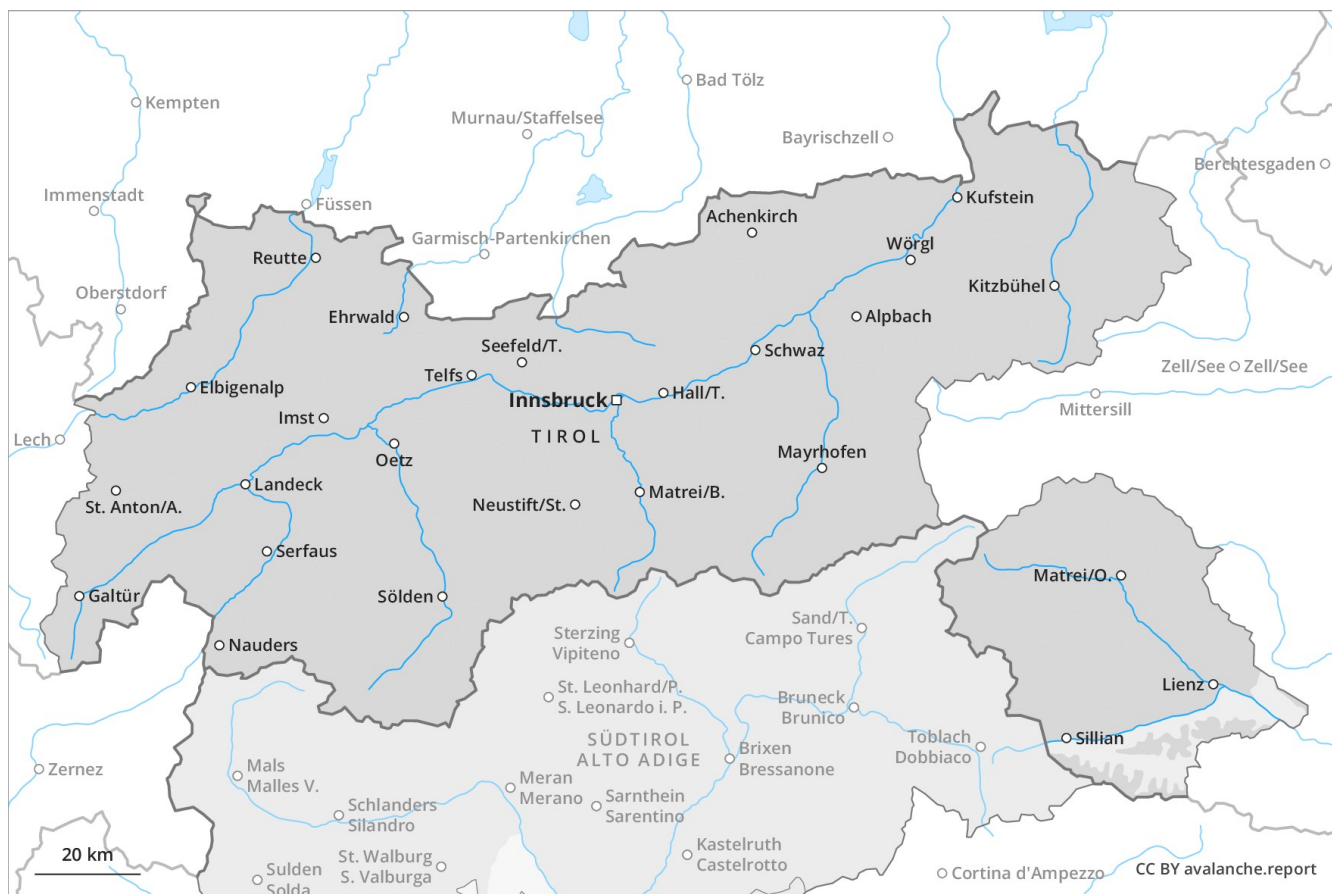 Kempten
Bad Tölz
Murnau/Staffelsee
Bayrischzell
Berchtesgaden
Immenstadt
Füssen
Kufstein
Achenkirch
Garmisch-Partenkirchen
Wörgl
Reutte
Kitzbühel
Oberstdorf
Ehrwald
Alpbach
Seefeld/T.
Schwaz
Telfs
Zell/See
Zell/See
Elbigenalp
Innsbruck
Hall/T.
Mittersill
Imst
TIROL
Lech
Oetz
Mayrhofen
Landeck
St. Anton/A.
Neustift/St.
Matrei/B.
Serfaus
Matrei/O.
Galtür
Sölden
Sand/T.
Campo Tures
Sterzing
Vipiteno
Nauders
Lienz
St. Leonhard/P.
S. Leonardo i. P.
Bruneck
Brunico
SÜDTIROL
ALTO ADIGE
Toblach
Dobbiaco
Sillian
Brixen
Bressanone
Zernez
Mals
Malles V.
Meran
Merano
Sarnthein
Sarentino
Schlanders
Silandro
Kastelruth
Castelrotto
20 km
St. Walburg
S. Valburga
Sulden
Solda
Cortina d'Ampezzo
CC BY avalanche.report